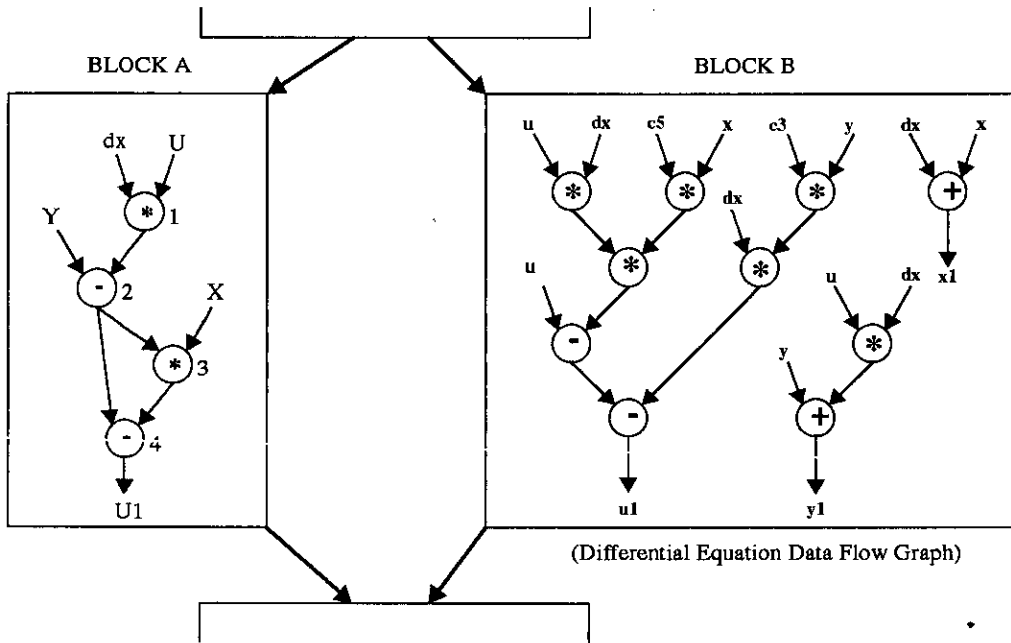 BLOCK A
BLOCK B
dx U
* 1
Y
- 2
X
* 3
- 4
U1
u dx c5 x c3 y dx x
* * * +
dx
* * x1
u
u dx
- *
y
- +
u1 y1
(Differential Equation Data Flow Graph)